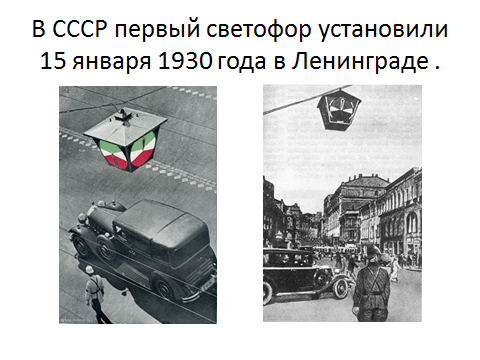 В СССР первый светофор установили
15 января 1930 года в Ленинграде .